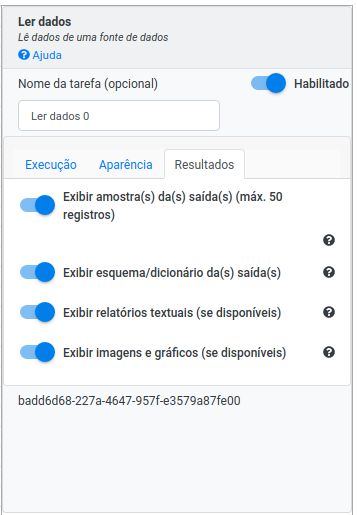 Ler dados
Lê dados de uma fonte de dados
Ajuda
Nome da tarefa (opcional)
Habilitado
Ler dados 0
Execução Aparência Resultados
Exibir amostra(s) da(s) saída(s) (máx. 50
registros)
Exibir esquema/dicionário da(s) saída(s)
Exibir relatórios textuais (se disponíveis)
Exibir imagens e gráficos (se disponíveis)
badd6d68-227a-4647-957f-e3579a87fe00